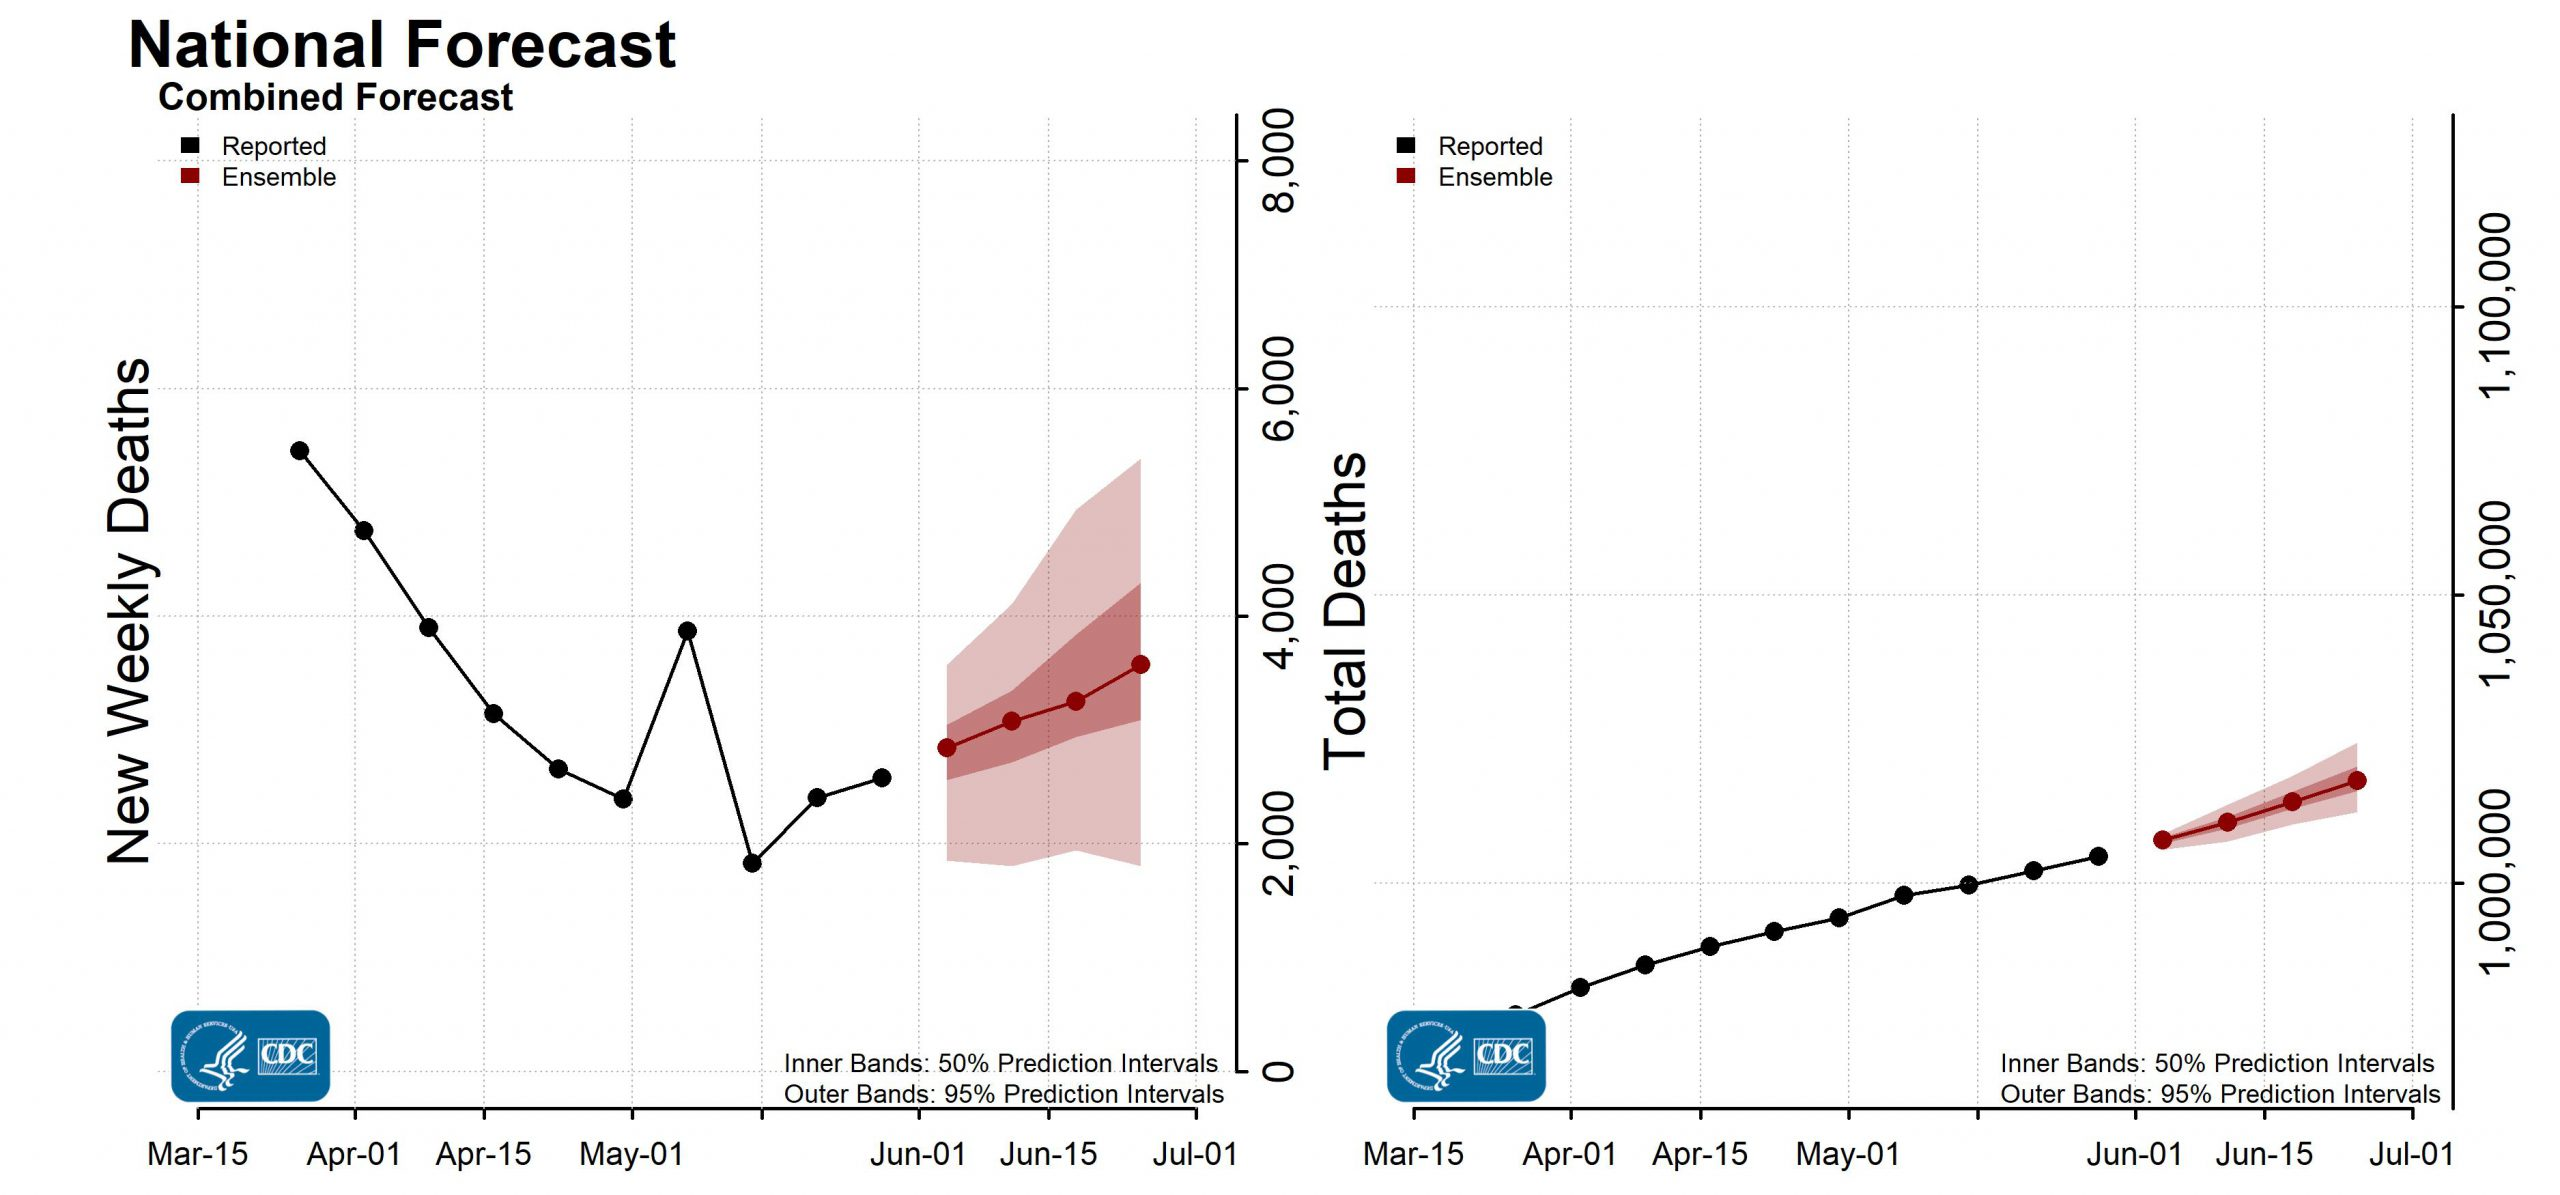 National Forecast
Combined Forecast
Reported
Ensemble
New Weekly Deaths
8,000
6,000
4,000
2,000
0
Inner Bands: 50% Prediction Intervals
Outer Bands: 95% Prediction Intervals
CDC
Mar-15 Apr-01 Apr-15 May-01 Jun-01 Jun-15 Jul-01
Reported
Ensemble
Total Deaths
1,100,000
1,050,000
1,000,000
Inner Bands: 50% Prediction Intervals
Outer Bands: 95% Prediction Intervals
CDC
Mar-15 Apr-01 Apr-15 May-01 Jun-01 Jun-15 Jul-01